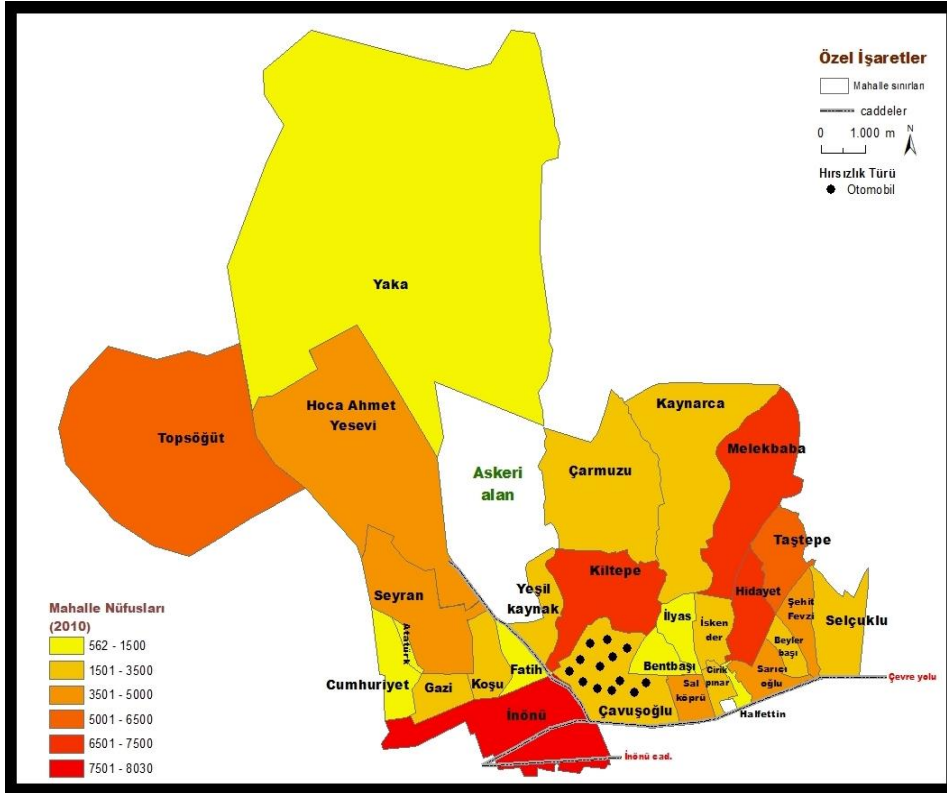 Özel İşaretler
Mahalle sınırları
caddeler
0 1.000 m N
Hırsızlık Türü
Otomobil
Yaka
Hoca Ahmet
Yesevi
Topsöğüt
Kaynarca
Melekbaba
Askeri
alan
Çarmuzu
Taştepe
Kiltepe
Yeşil
kaynak
Hidayet
Şehit
Fevzi
Selçuklu
Seyran
İlyas
İsken
der
Beyler
başı
Atatürk
Fatih
Bentbaşı
Cirik
pınar
Sarıcı
oğlu
Cumhuriyet
Gazi
Koşu
Sal
köprü
Çevre yolu
İnönü
Çavuşoğlu
Halfettin
İnönü cad.
Mahalle Nüfusları
(2010)
562 - 1500
1501 - 3500
3501 - 5000
5001 - 6500
6501 - 7500
7501 - 8030